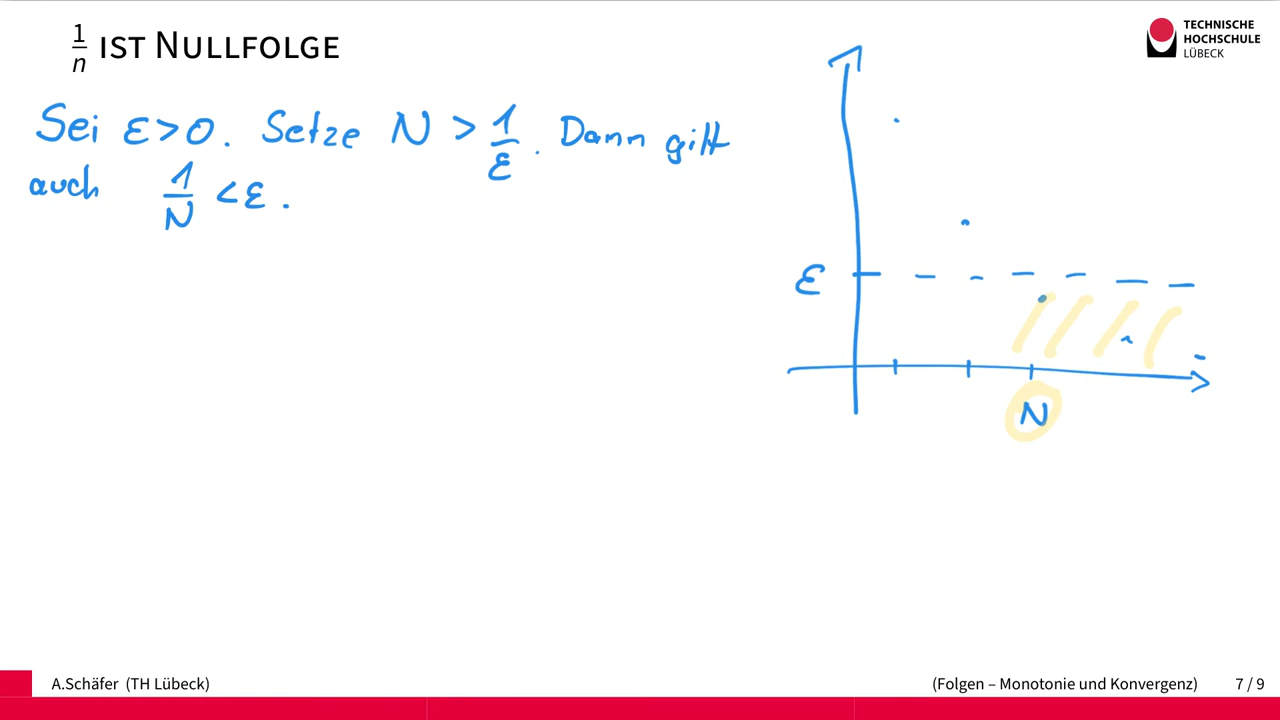 1/n IST NULLFOLGE
TECHNISCHE
HOCHSCHULE
LÜBECK
Sei ε>0. Setze N > 1/ε. Dann gilt
auch 1/N < ε.
ε
N
A.Schäfer (TH Lübeck)
(Folgen – Monotonie und Konvergenz)
7 / 9